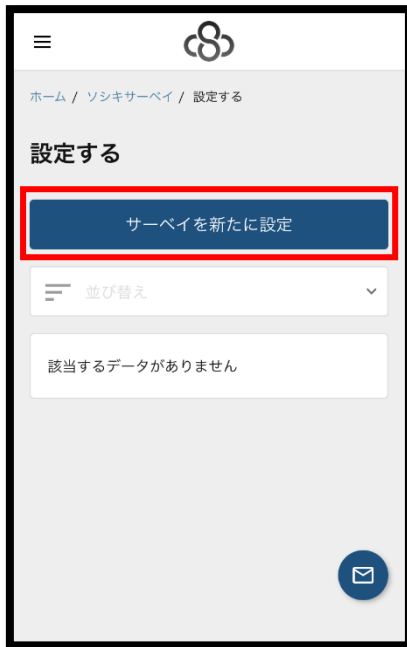 ホーム / ソシキサーベイ / 設定する
設定する
サーベイを新たに設定
並び替え
該当するデータがありません